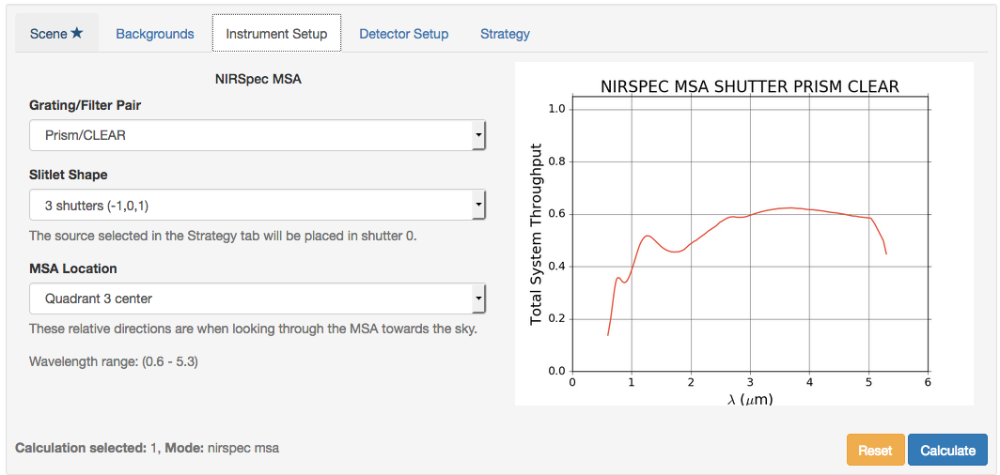 Scene ★ Backgrounds Instrument Setup Detector Setup Strategy
NIRSpec MSA
Grating/Filter Pair
Prism/CLEAR
Slitlet Shape
3 shutters (-1,0,1)
The source selected in the Strategy tab will be placed in shutter 0.
MSA Location
Quadrant 3 center
These relative directions are when looking through the MSA towards the sky.
Wavelength range: (0.6 - 5.3)
NIRSPEC MSA SHUTTER PRISM CLEAR
Total System Throughput
1.0
0.8
0.6
0.4
0.2
0.0
0 1 2 3 4 5 6
λ (μm)
Calculation selected: 1, Mode: nirspec msa
Reset Calculate